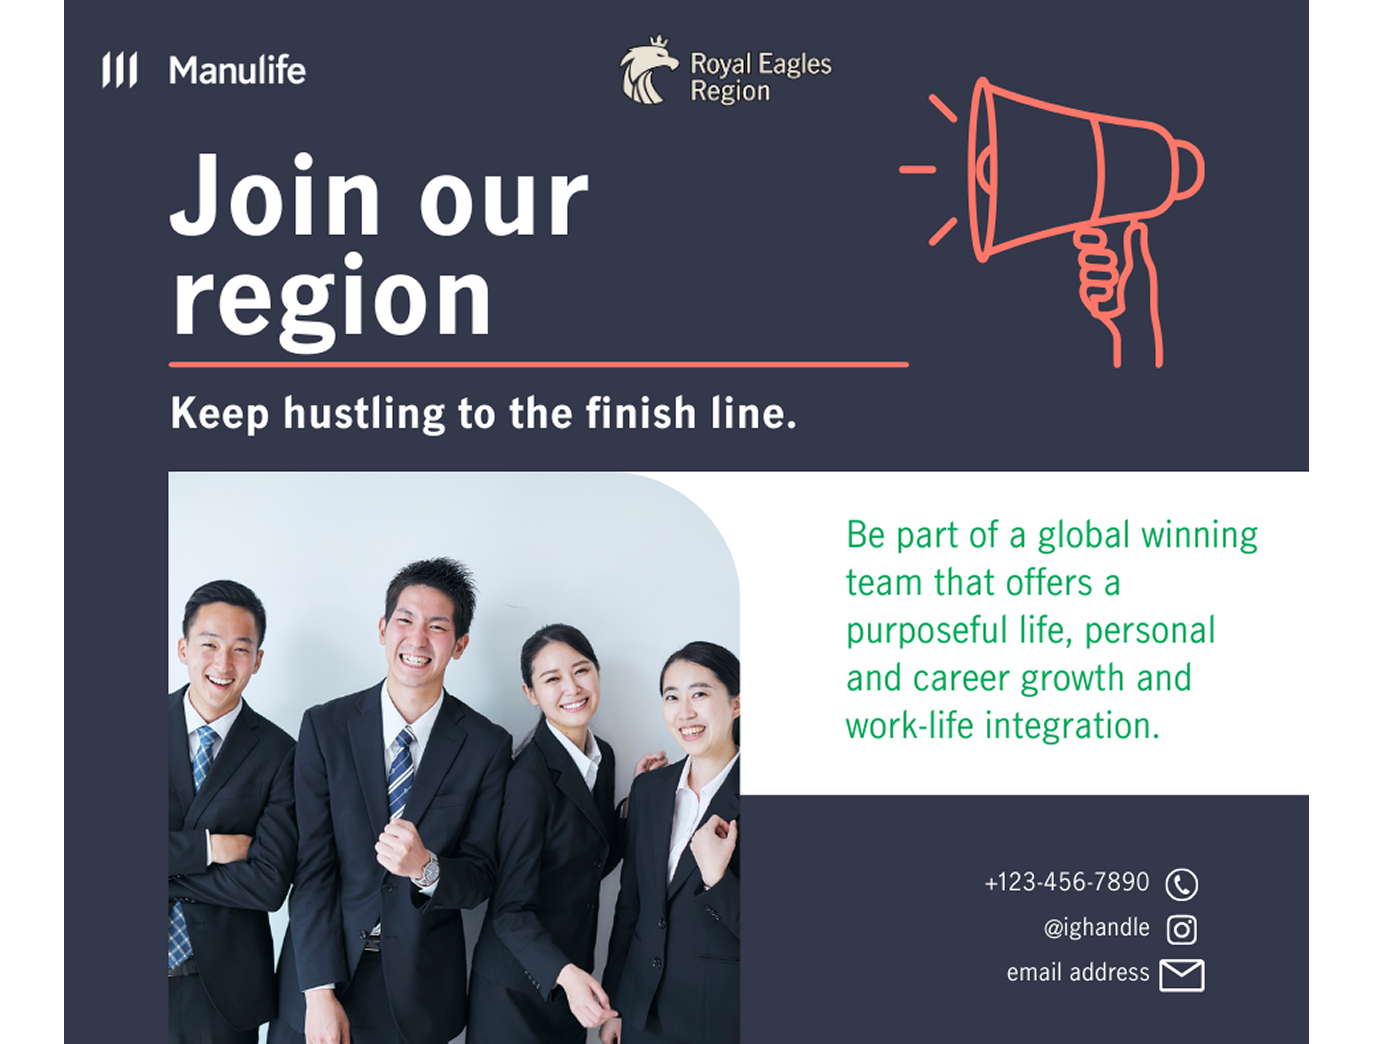 Manulife
Royal Eagles
Region
Join our
region
Keep hustling to the finish line.
Be part of a global winning
team that offers a
purposeful life, personal
and career growth and
work-life integration.
+123-456-7890
@ighandle
email address